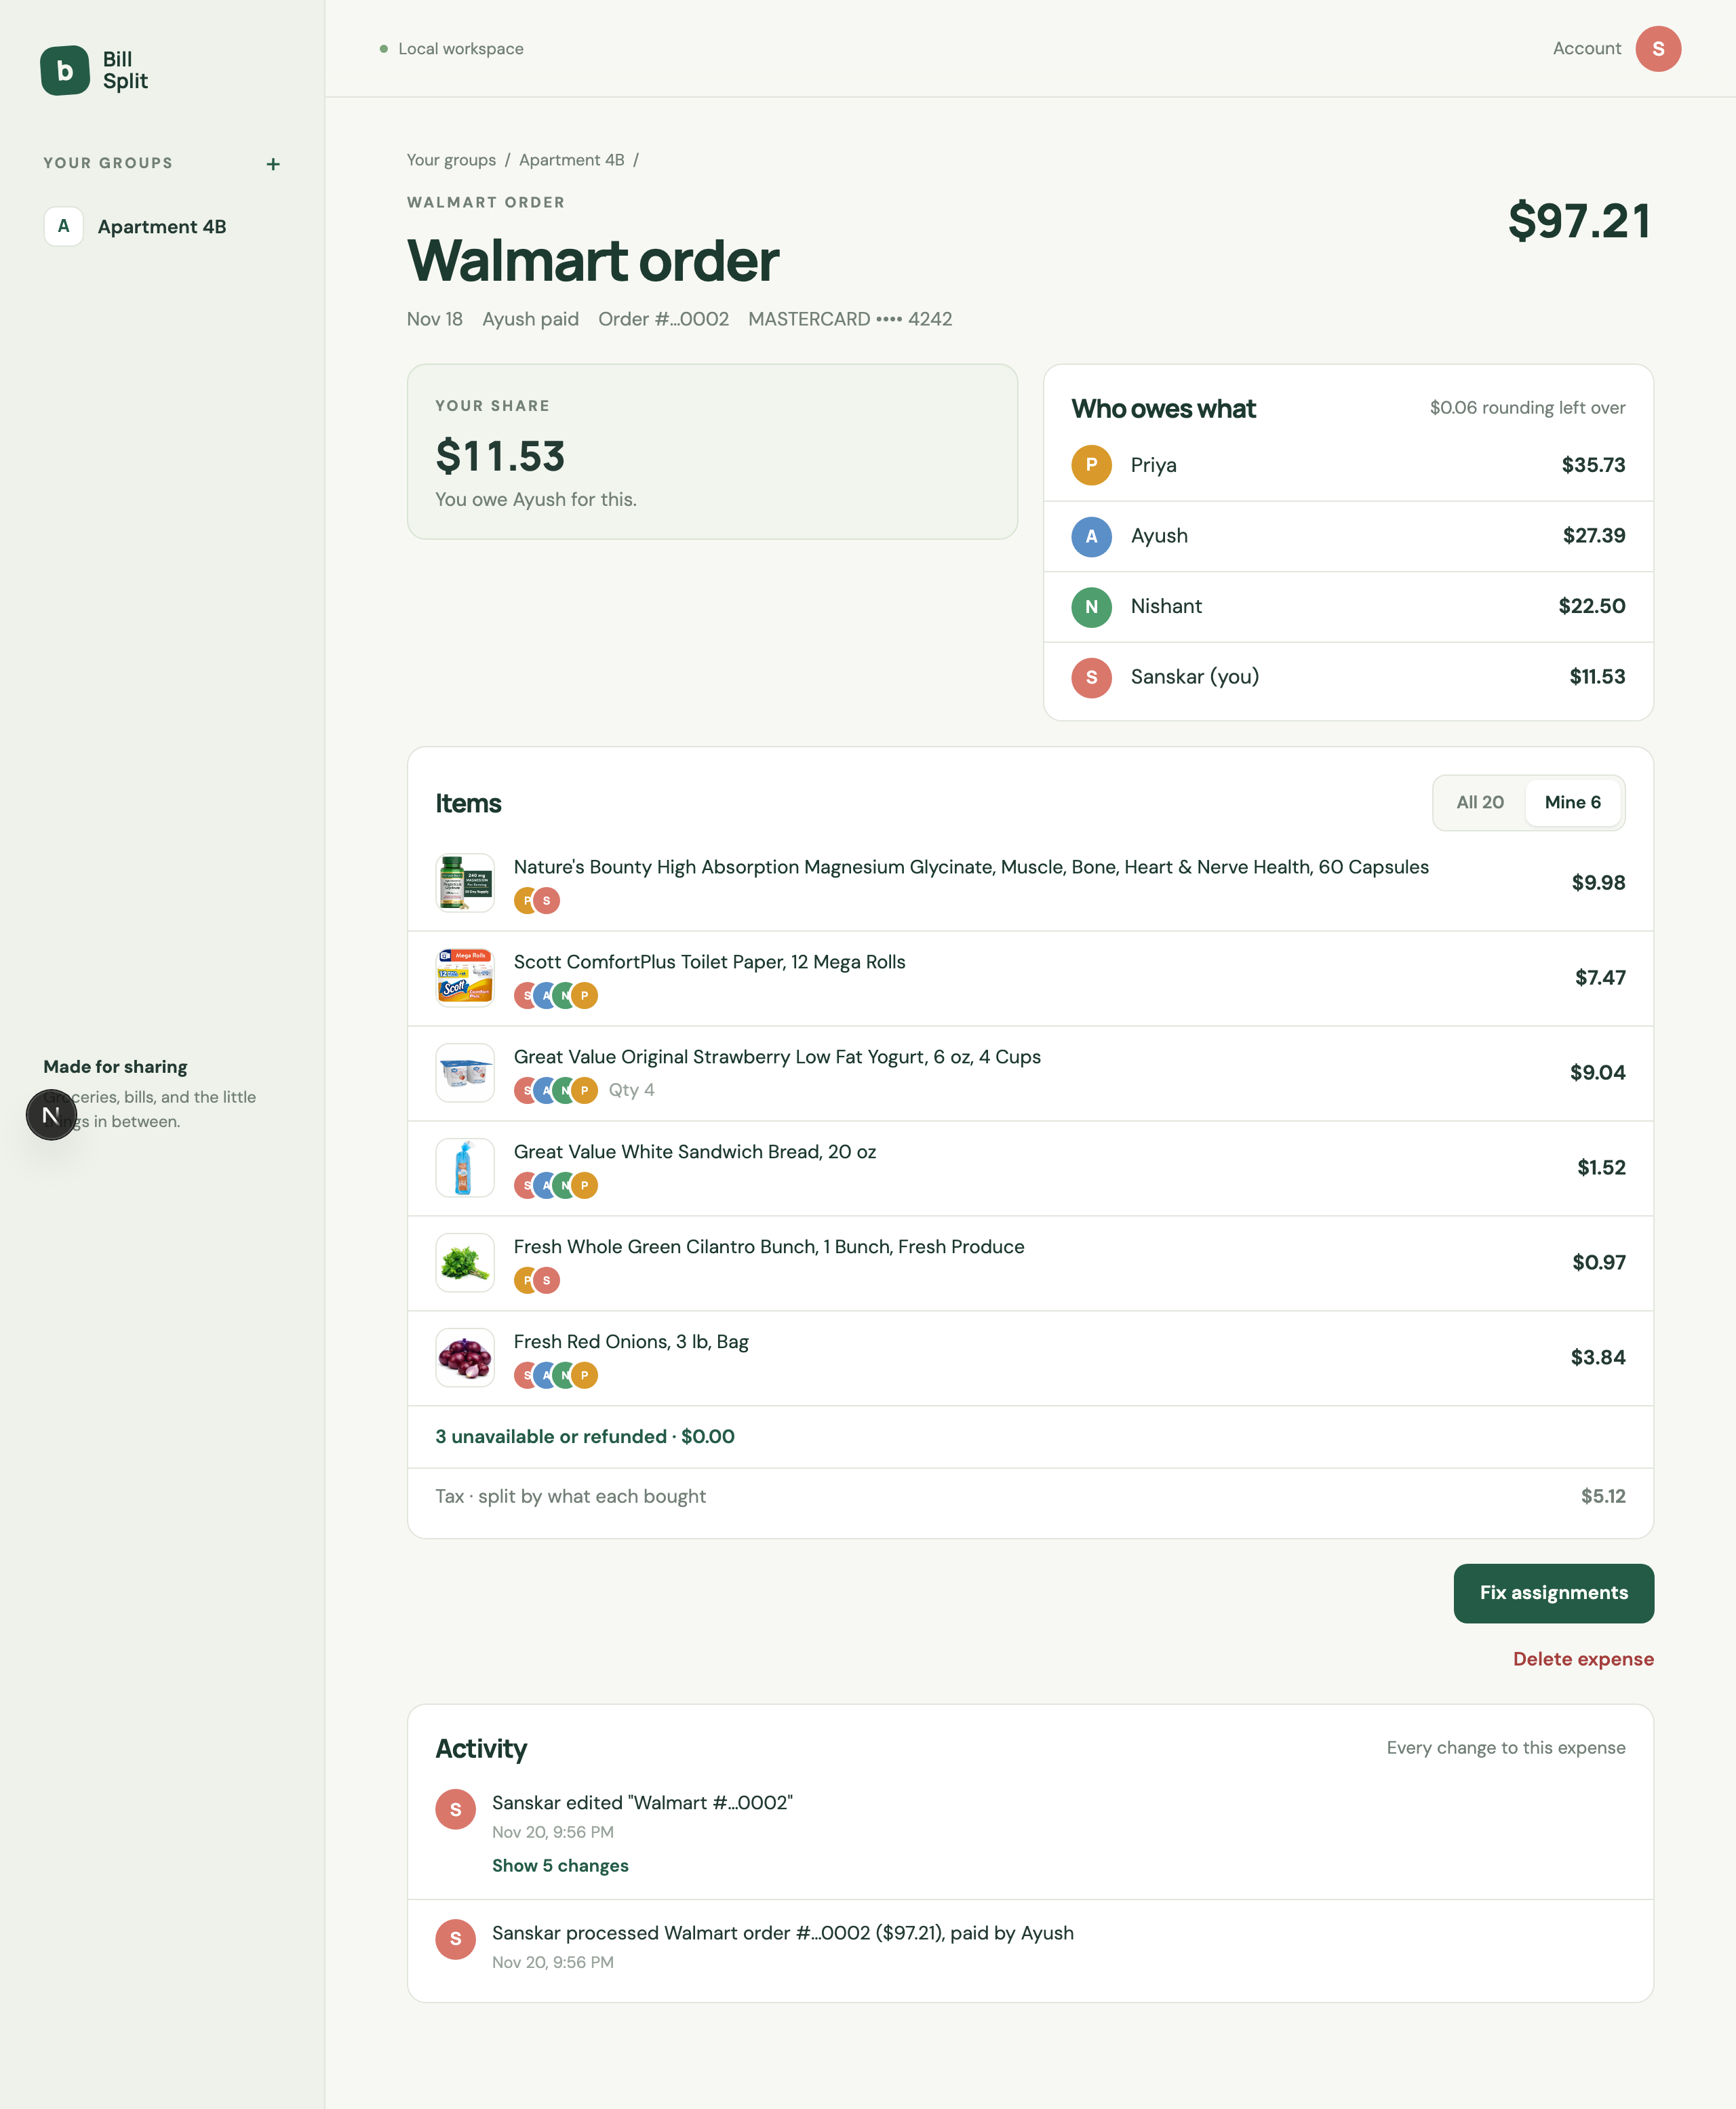 b
Bill
Split
YOUR GROUPS +
A Apartment 4B
Made for sharing
ceries, bills, and the little
gs in between.
N
Local workspace
Account S
Your groups / Apartment 4B /
WALMART ORDER
$97.21
Walmart order
Nov 18 Ayush paid Order #…0002 MASTERCARD •••• 4242
YOUR SHARE
$11.53
You owe Ayush for this.
Who owes what $0.06 rounding left over
P Priya $35.73
A Ayush $27.39
N Nishant $22.50
S Sanskar (you) $11.53
Items All 20 Mine 6
Nature's Bounty High Absorption Magnesium Glycinate, Muscle, Bone, Heart & Nerve Health, 60 Capsules $9.98
P S
Mega Rolls
Scott
Scott ComfortPlus Toilet Paper, 12 Mega Rolls $7.47
S A N P
Great Value Original Strawberry Low Fat Yogurt, 6 oz, 4 Cups $9.04
S A N P Qty 4
Great Value White Sandwich Bread, 20 oz $1.52
S A N P
Fresh Whole Green Cilantro Bunch, 1 Bunch, Fresh Produce $0.97
P S
Fresh Red Onions, 3 lb, Bag $3.84
S A N P
3 unavailable or refunded · $0.00
Tax · split by what each bought $5.12
Fix assignments
Delete expense
Activity Every change to this expense
S Sanskar edited "Walmart #…0002"
Nov 20, 9:56 PM
Show 5 changes
S Sanskar processed Walmart order #…0002 ($97.21), paid by Ayush
Nov 20, 9:56 PM